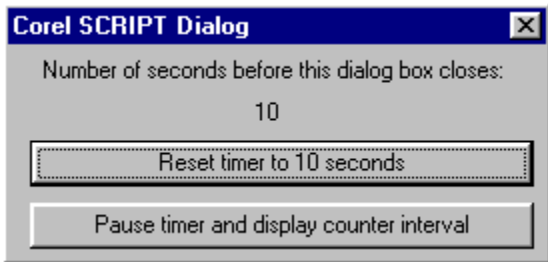 Corel SCRIPT Dialog
Number of seconds before this dialog box closes:
10
Reset timer to 10 seconds
Pause timer and display counter interval